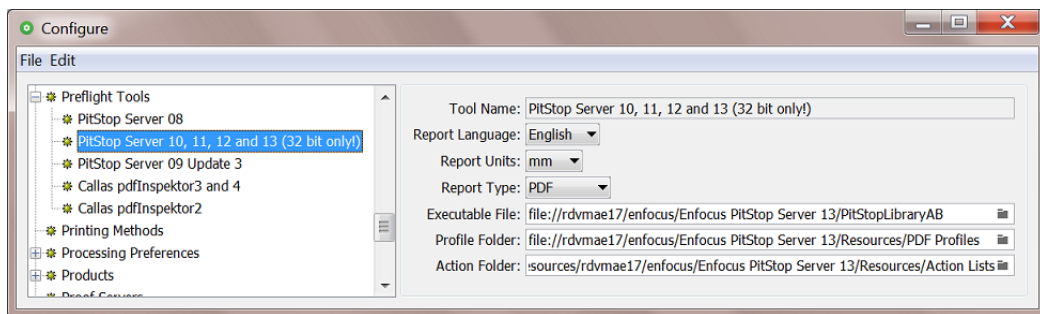 Configure
File Edit
Preflight Tools
PitStop Server 08
PitStop Server 10, 11, 12 and 13 (32 bit only!)
PitStop Server 09 Update 3
Callas pdfInspektor3 and 4
Callas pdfInspektor2
Printing Methods
Processing Preferences
Products
Proof Servers
Tool Name: PitStop Server 10, 11, 12 and 13 (32 bit only!)
Report Language: English
Report Units: mm
Report Type: PDF
Executable File: file://rdvmae17/enfocus/Enfocus PitStop Server 13/PitStopLibraryAB
Profile Folder: file://rdvmae17/enfocus/Enfocus PitStop Server 13/Resources/PDF Profiles
Action Folder: esources/rdvmae17/enfocus/Enfocus PitStop Server 13/Resources/Action Lists